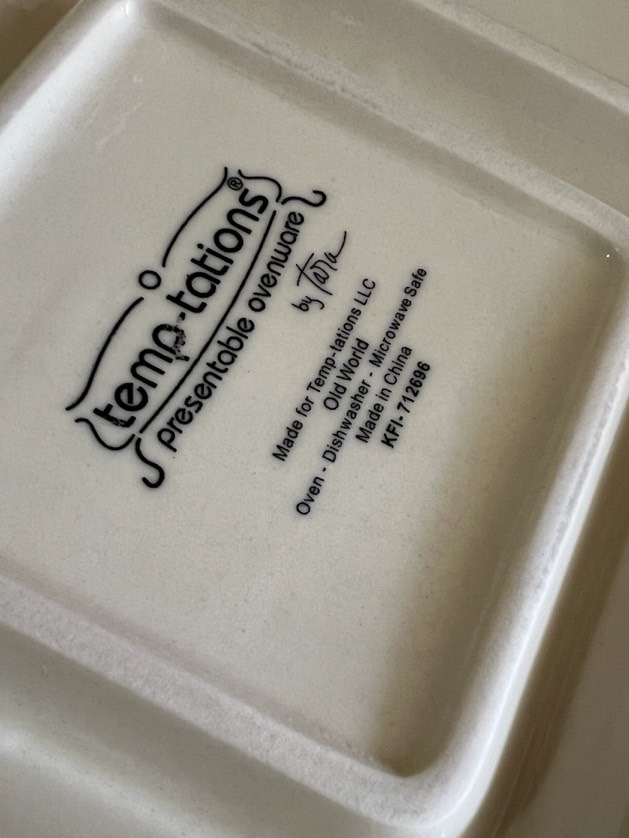 temp-tations®
presentable ovenware
by Tara
Made for Temp-tations LLC
Old World
Oven - Dishwasher - Microwave Safe
Made in China
KFI- 712696